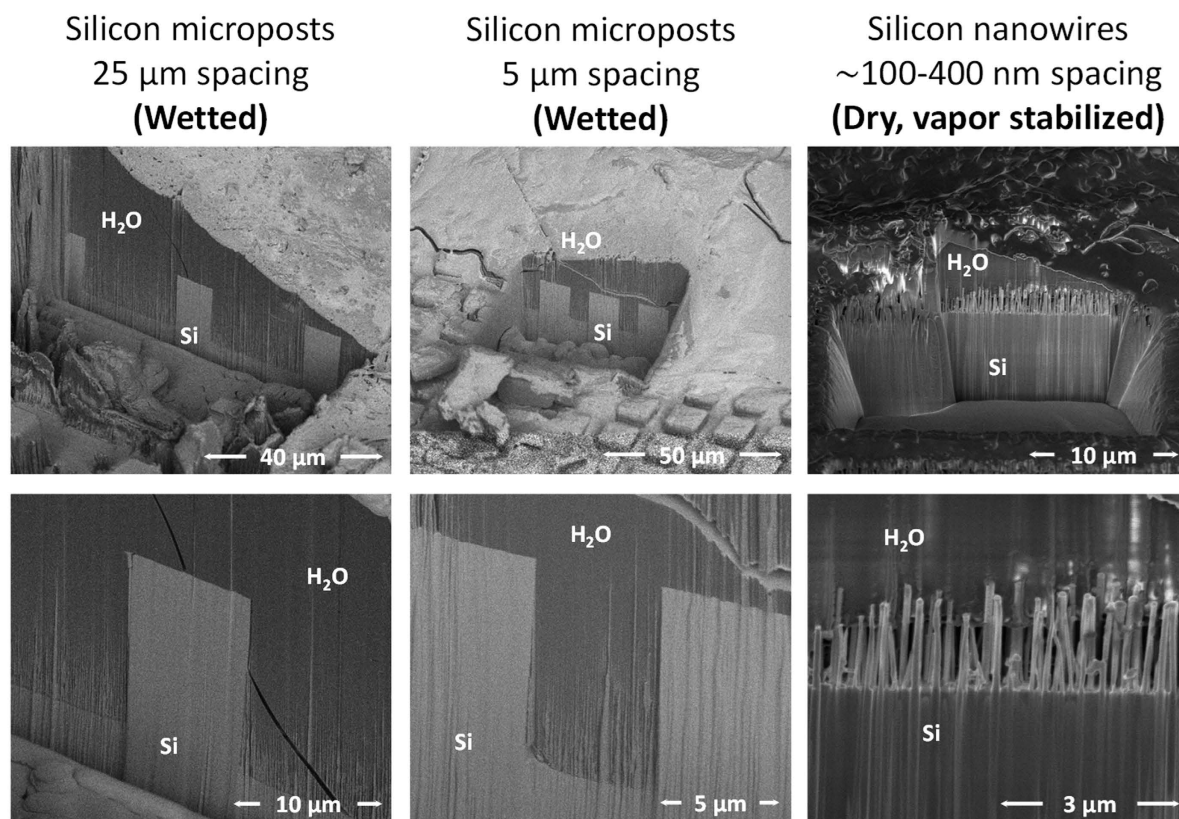 Silicon microposts
25 μm spacing
(Wetted)
Silicon microposts
5 μm spacing
(Wetted)
Silicon nanowires
~100-400 nm spacing
(Dry, vapor stabilized)
H₂O
Si
40 μm
H₂O
Si
50 μm
H₂O
Si
10 μm
H₂O
Si
10 μm
H₂O
Si
5 μm
H₂O
Si
3 μm